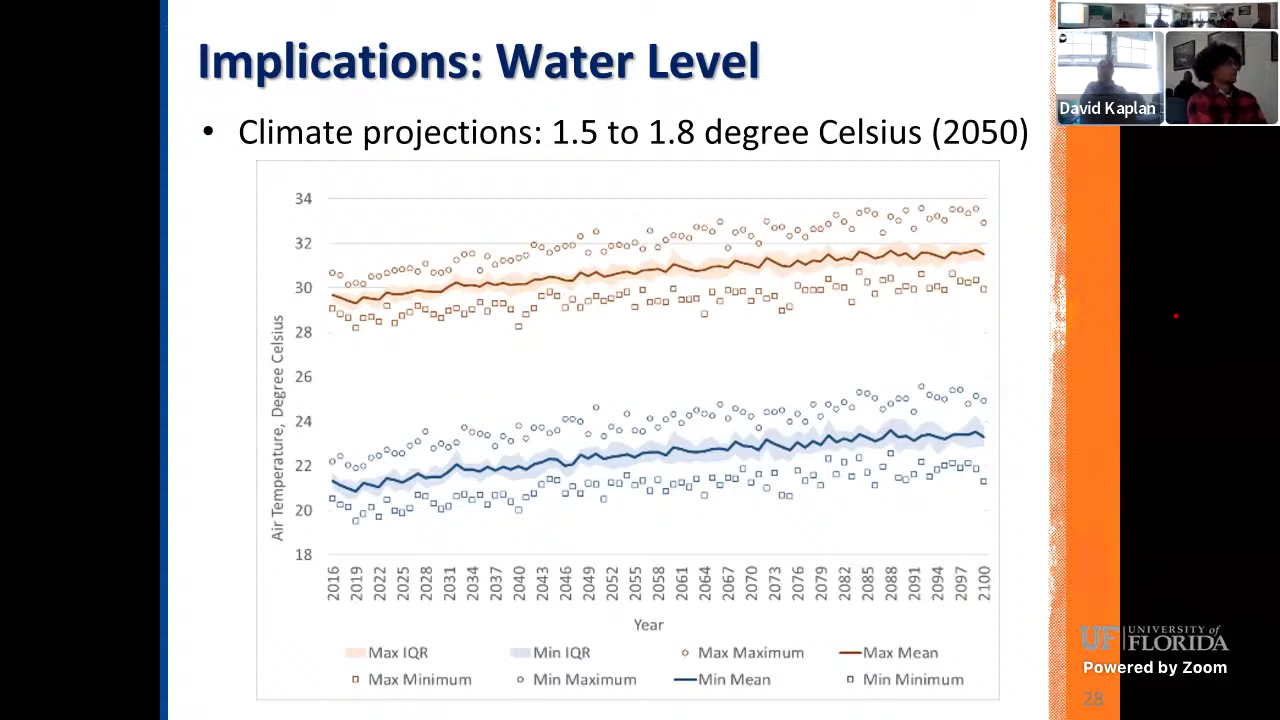 Implications: Water Level
• Climate projections: 1.5 to 1.8 degree Celsius (2050)
34
32
30
28
26
24
22
20
18
Air Temperature, Degree Celsius
2016 2019 2022 2025 2028 2031 2034 2037 2040 2043 2046 2049 2052 2055 2058 2061 2064 2067 2070 2073 2076 2079 2082 2085 2088 2091 2094 2097 2100
Year
Max IQR Min IQR Max Maximum Max Mean
Max Minimum Min Maximum Min Mean Min Minimum
David Kaplan
UF UNIVERSITY of
FLORIDA
Powered by Zoom
28